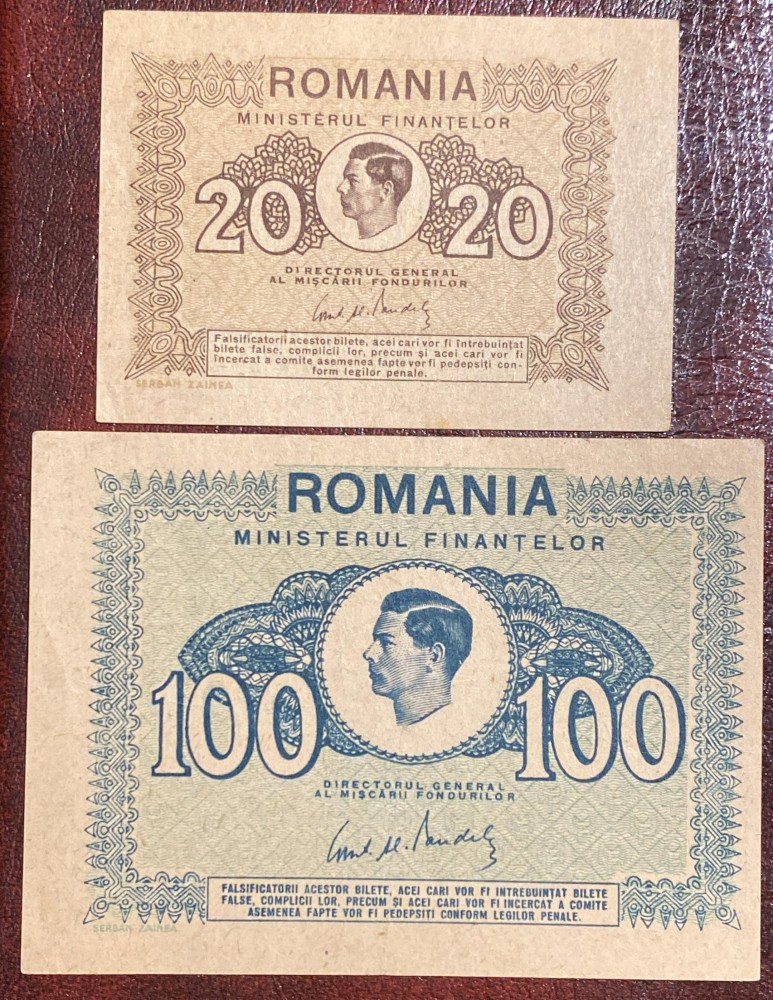 ROMANIA
MINISTERUL FINANȚELOR
20 20
DIRECTORUL GENERAL
AL MIȘCĂRII FONDURILOR
Falsificatorii acestor bilete, acei cari vor fi întrebuințat
bilete false, complicii lor, precum și acei cari vor fi
încercat a comite asemenea fapte vor fi pedepsiți con-
form legilor penale.
SERBAN ZAINEA
ROMANIA
MINISTERUL FINANȚELOR
100 100
DIRECTORUL GENERAL
AL MIȘCĂRII FONDURILOR
FALSIFICATORII ACESTOR BILETE, ACEI CARI VOR FI INTREBUINȚAT BILETE
FALSE, COMPLICII LOR, PRECUM ȘI ACEI CARI VOR FI INCERCAT A COMITE
ASEMENEA FAPTE VOR FI PEDEPSIȚI CONFORM LEGILOR PENALE.
SERBAN ZAINEA